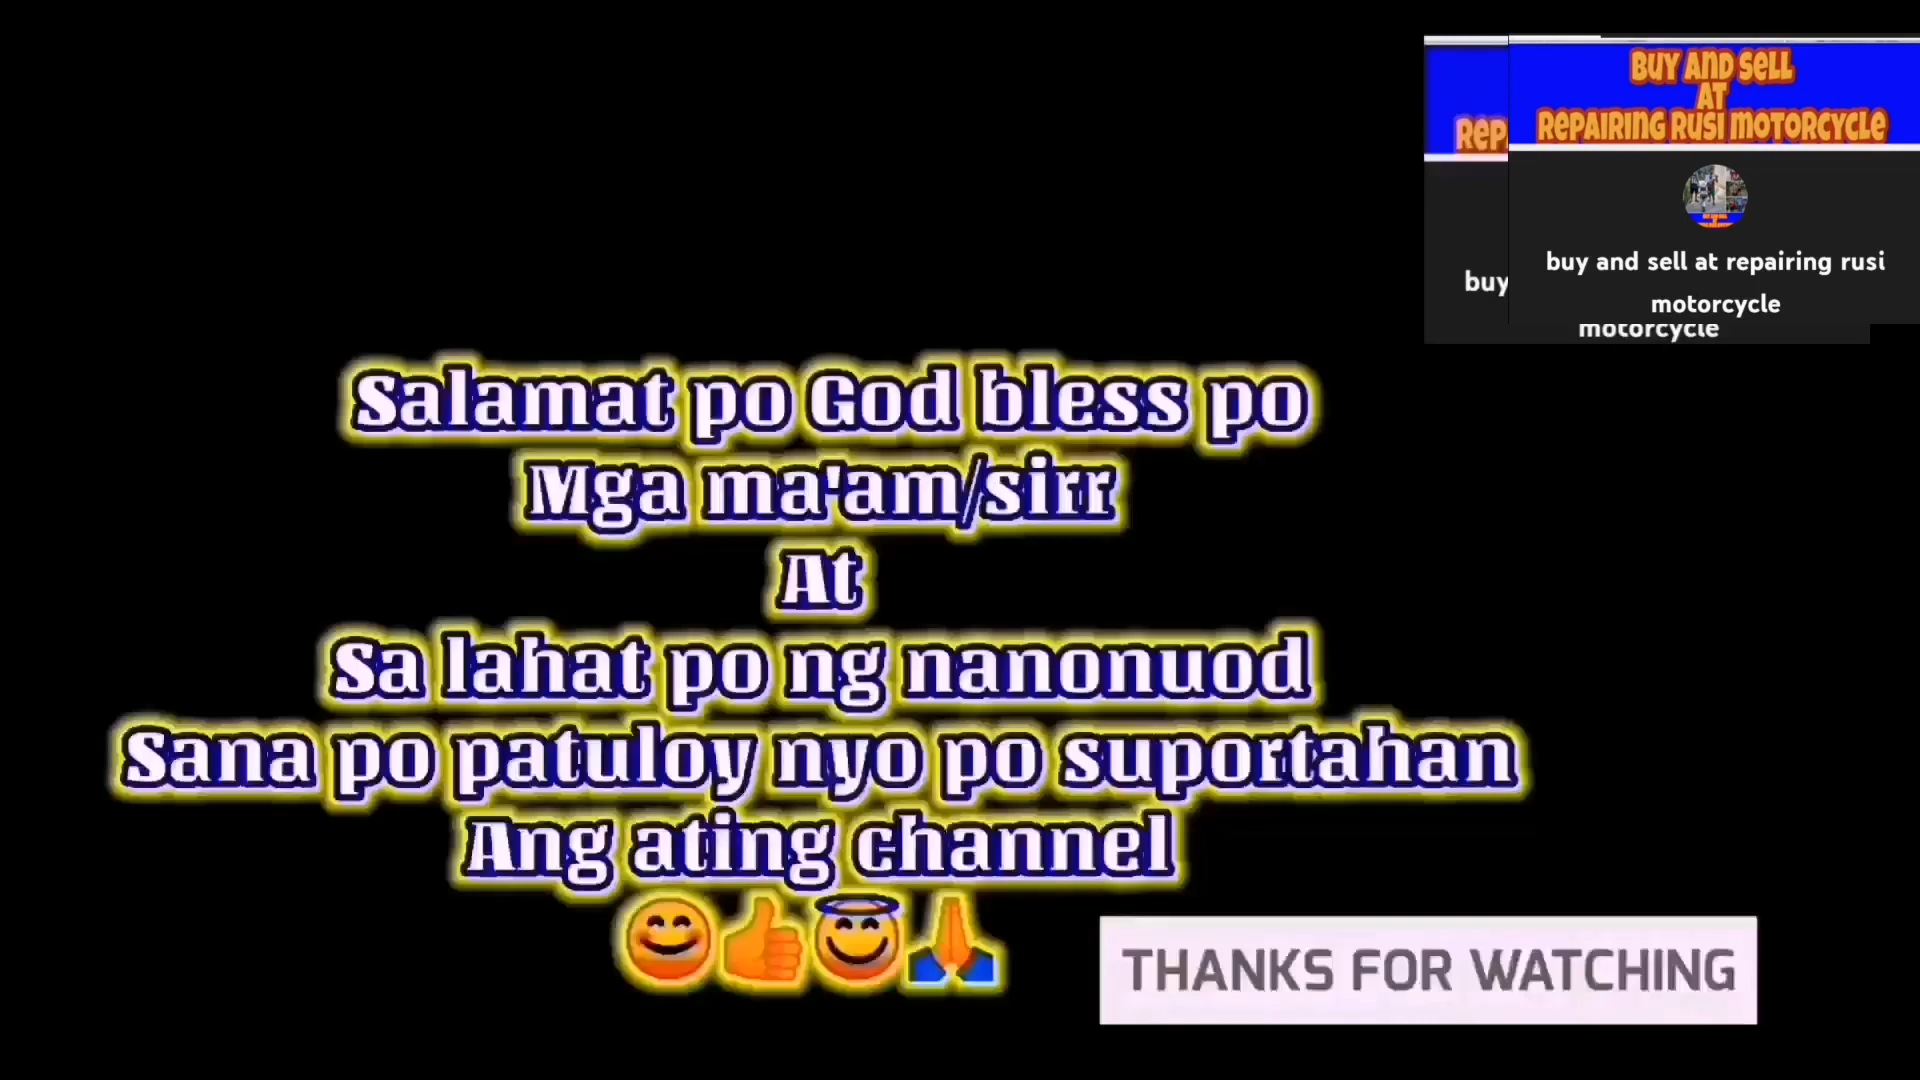 BUY AND SELL
AT
REPAIRING RUSI MOTORCYCLE
REP
buy and sell at repairing rusi
motorcycle
buy
motorcycle
Salamat po God bless po
Mga ma'am/sirr
At
Sa lahat po ng nanonuod
Sana po patuloy nyo po suportahan
Ang ating channel
😊👍😇🙏
THANKS FOR WATCHING